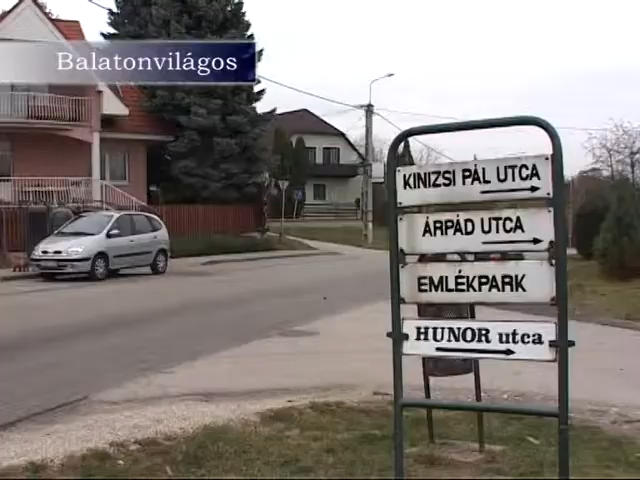 Balatonvilágos
KINIZSI PÁL UTCA
ÁRPÁD UTCA
EMLÉKPARK
HUNOR utca